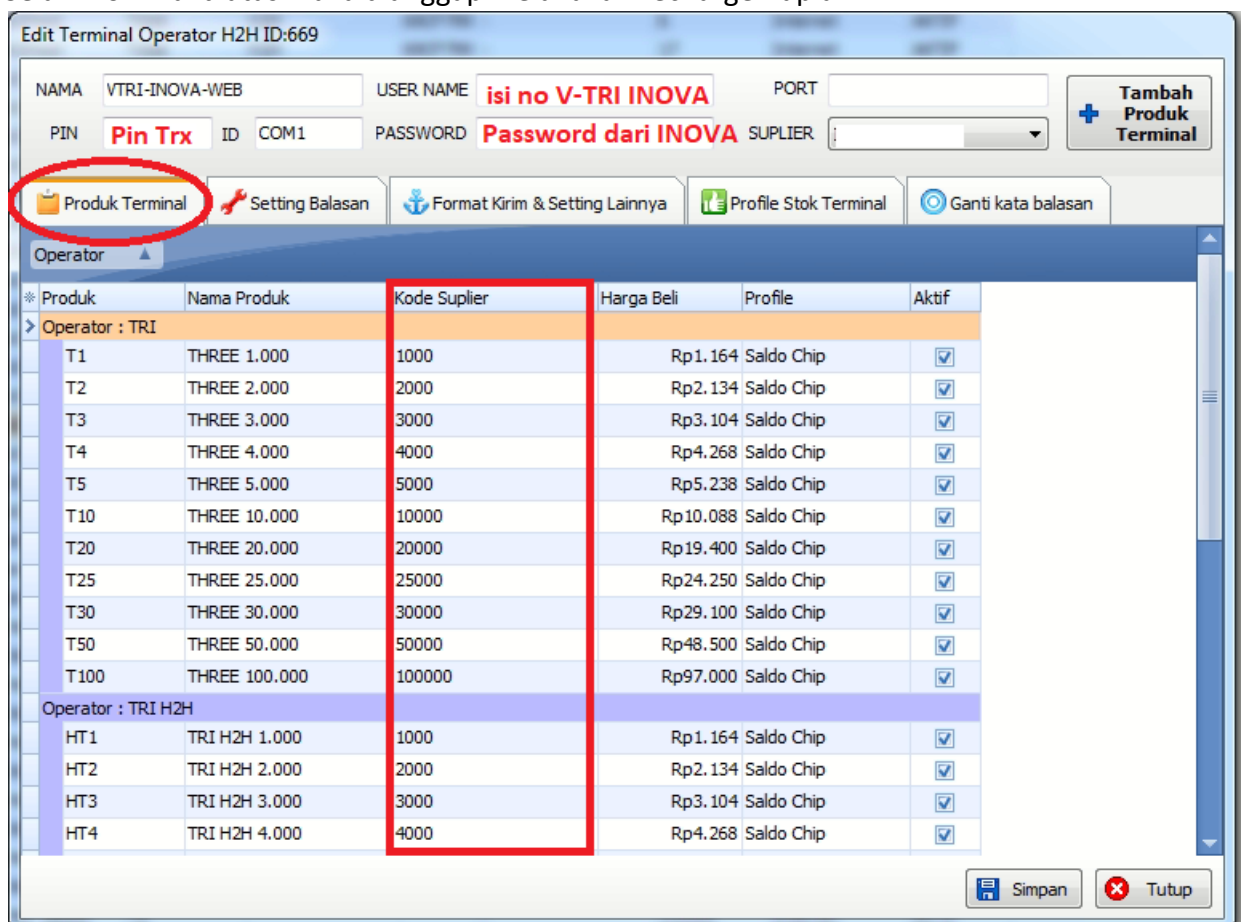 Edit Terminal Operator H2H ID:669
NAMA VTRI-INOVA-WEB USER NAME isi no V-TRI INOVA PORT
PIN Pin Trx ID COM1 PASSWORD Password dari INOVA SUPLIER
Tambah
Produk
Terminal
Produk Terminal Setting Balasan Format Kirim & Setting Lainnya Profile Stok Terminal Ganti kata balasan
Operator
Produk Nama Produk Kode Suplier Harga Beli Profile Aktif
Operator : TRI
T1 THREE 1.000 1000 Rp1.164 Saldo Chip
T2 THREE 2.000 2000 Rp2.134 Saldo Chip
T3 THREE 3.000 3000 Rp3.104 Saldo Chip
T4 THREE 4.000 4000 Rp4.268 Saldo Chip
T5 THREE 5.000 5000 Rp5.238 Saldo Chip
T10 THREE 10.000 10000 Rp10.088 Saldo Chip
T20 THREE 20.000 20000 Rp19.400 Saldo Chip
T25 THREE 25.000 25000 Rp24.250 Saldo Chip
T30 THREE 30.000 30000 Rp29.100 Saldo Chip
T50 THREE 50.000 50000 Rp48.500 Saldo Chip
T100 THREE 100.000 100000 Rp97.000 Saldo Chip
Operator : TRI H2H
HT1 TRI H2H 1.000 1000 Rp1.164 Saldo Chip
HT2 TRI H2H 2.000 2000 Rp2.134 Saldo Chip
HT3 TRI H2H 3.000 3000 Rp3.104 Saldo Chip
HT4 TRI H2H 4.000 4000 Rp4.268 Saldo Chip
Simpan Tutup